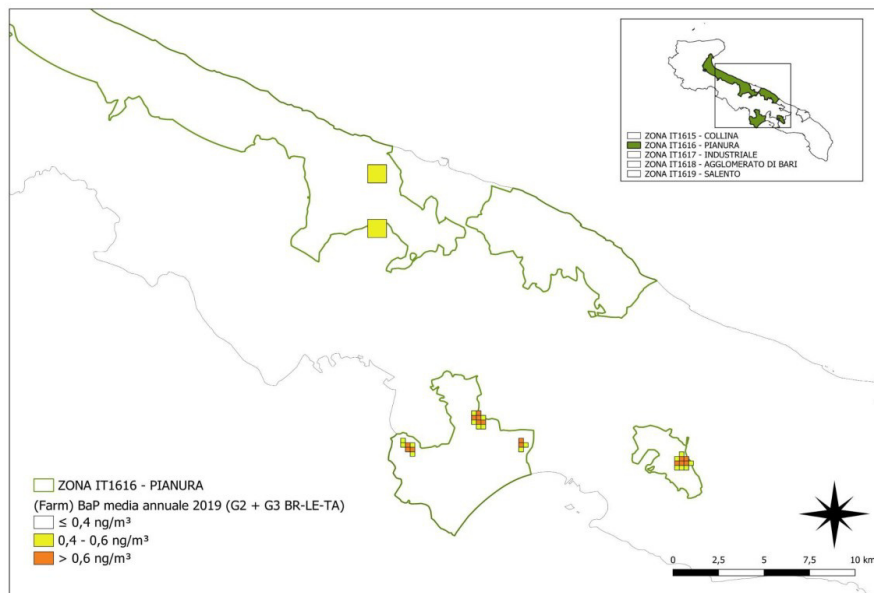 ZONA IT1615 - COLLINA
ZONA IT1616 - PIANURA
ZONA IT1617 - INDUSTRIALE
ZONA IT1618 - AGGLOMERATO DI BARI
ZONA IT1619 - SALENTO
ZONA IT1616 - PIANURA
(Farm) BaP media annuale 2019 (G2 + G3 BR-LE-TA)
≤ 0,4 ng/m³
0,4 - 0,6 ng/m³
> 0,6 ng/m³
0 2,5 5 7,5 10 km